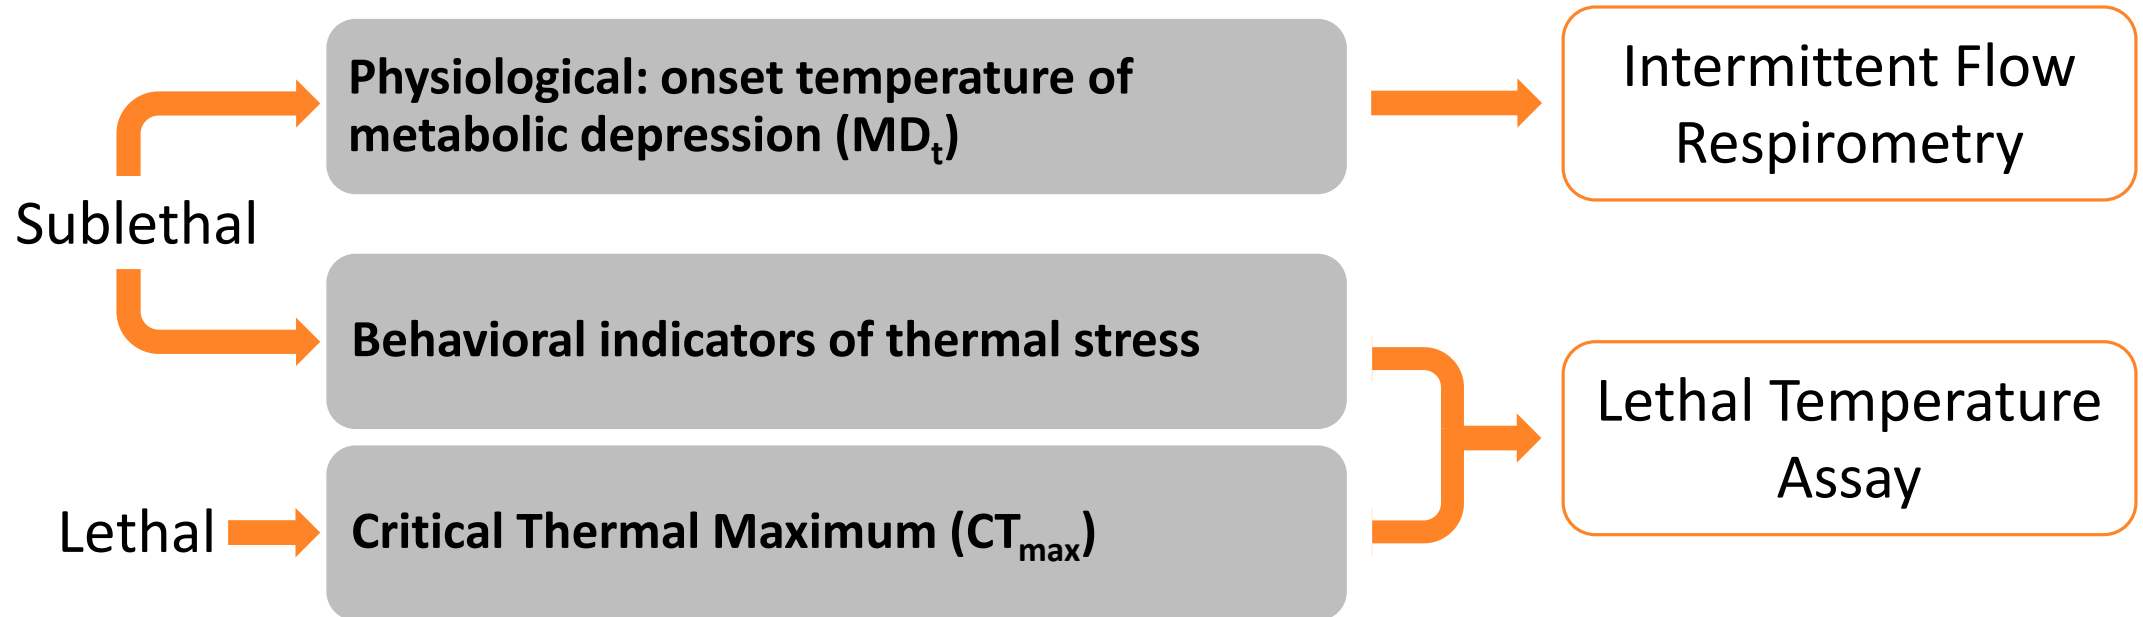 Sublethal
Physiological: onset temperature of
metabolic depression (MDt)
Intermittent Flow
Respirometry
Behavioral indicators of thermal stress
Lethal
Critical Thermal Maximum (CTmax)
Lethal Temperature
Assay